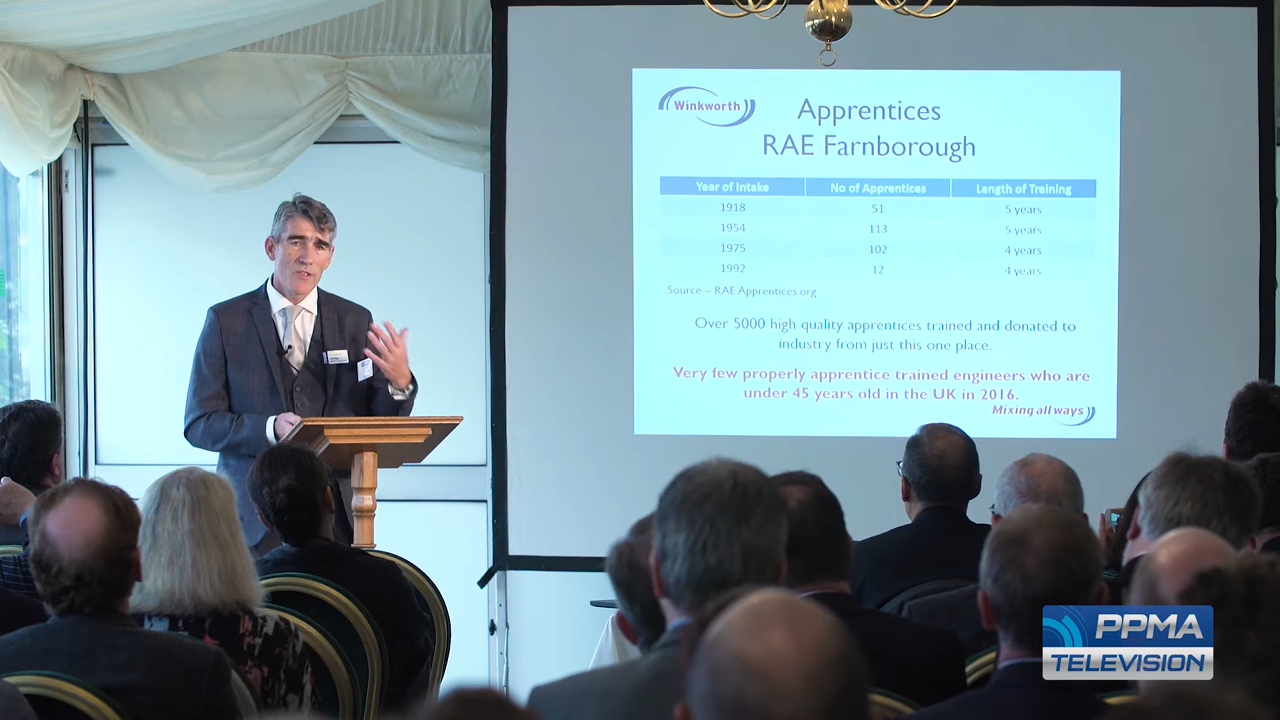 Winkworth
Apprentices
RAE Farnborough
Year of Intake No of Apprentices Length of Training
1918 51 5 years
1954 113 5 years
1975 102 4 years
1992 12 4 years
Source – RAE Apprentices.org
Over 5000 high quality apprentices trained and donated to
industry from just this one place.
Very few properly apprentice trained engineers who are
under 45 years old in the UK in 2016.
Mixing all ways
PPMA
TELEVISION